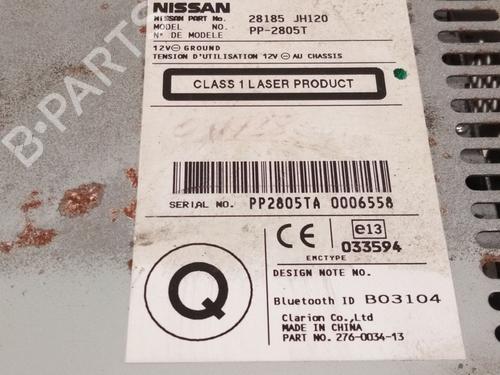 NISSAN
NISSAN PART No. 28185 JH120
MODEL NO. PP-2805T
N° DE MODELE
12V⊖ GROUND
TENSION D'UTILISATION 12V ⊖ AU CHASSIS
CLASS 1 LASER PRODUCT
SERIAL NO. PP2805TA 0006558
CE e13
033594
EMCTYPE
DESIGN NOTE NO.
Q
Bluetooth ID B03104
Clarion Co.,Ltd
MADE IN CHINA
PART NO. 276-0034-13
B-PARTS